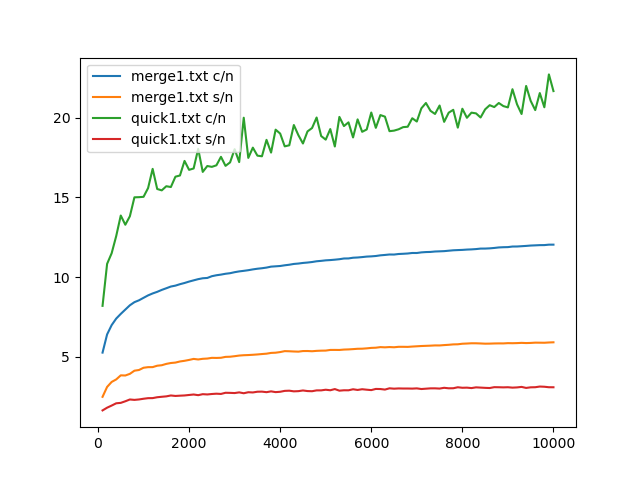 merge1.txt c/n
merge1.txt s/n
quick1.txt c/n
quick1.txt s/n
20
15
10
5
0 2000 4000 6000 8000 10000